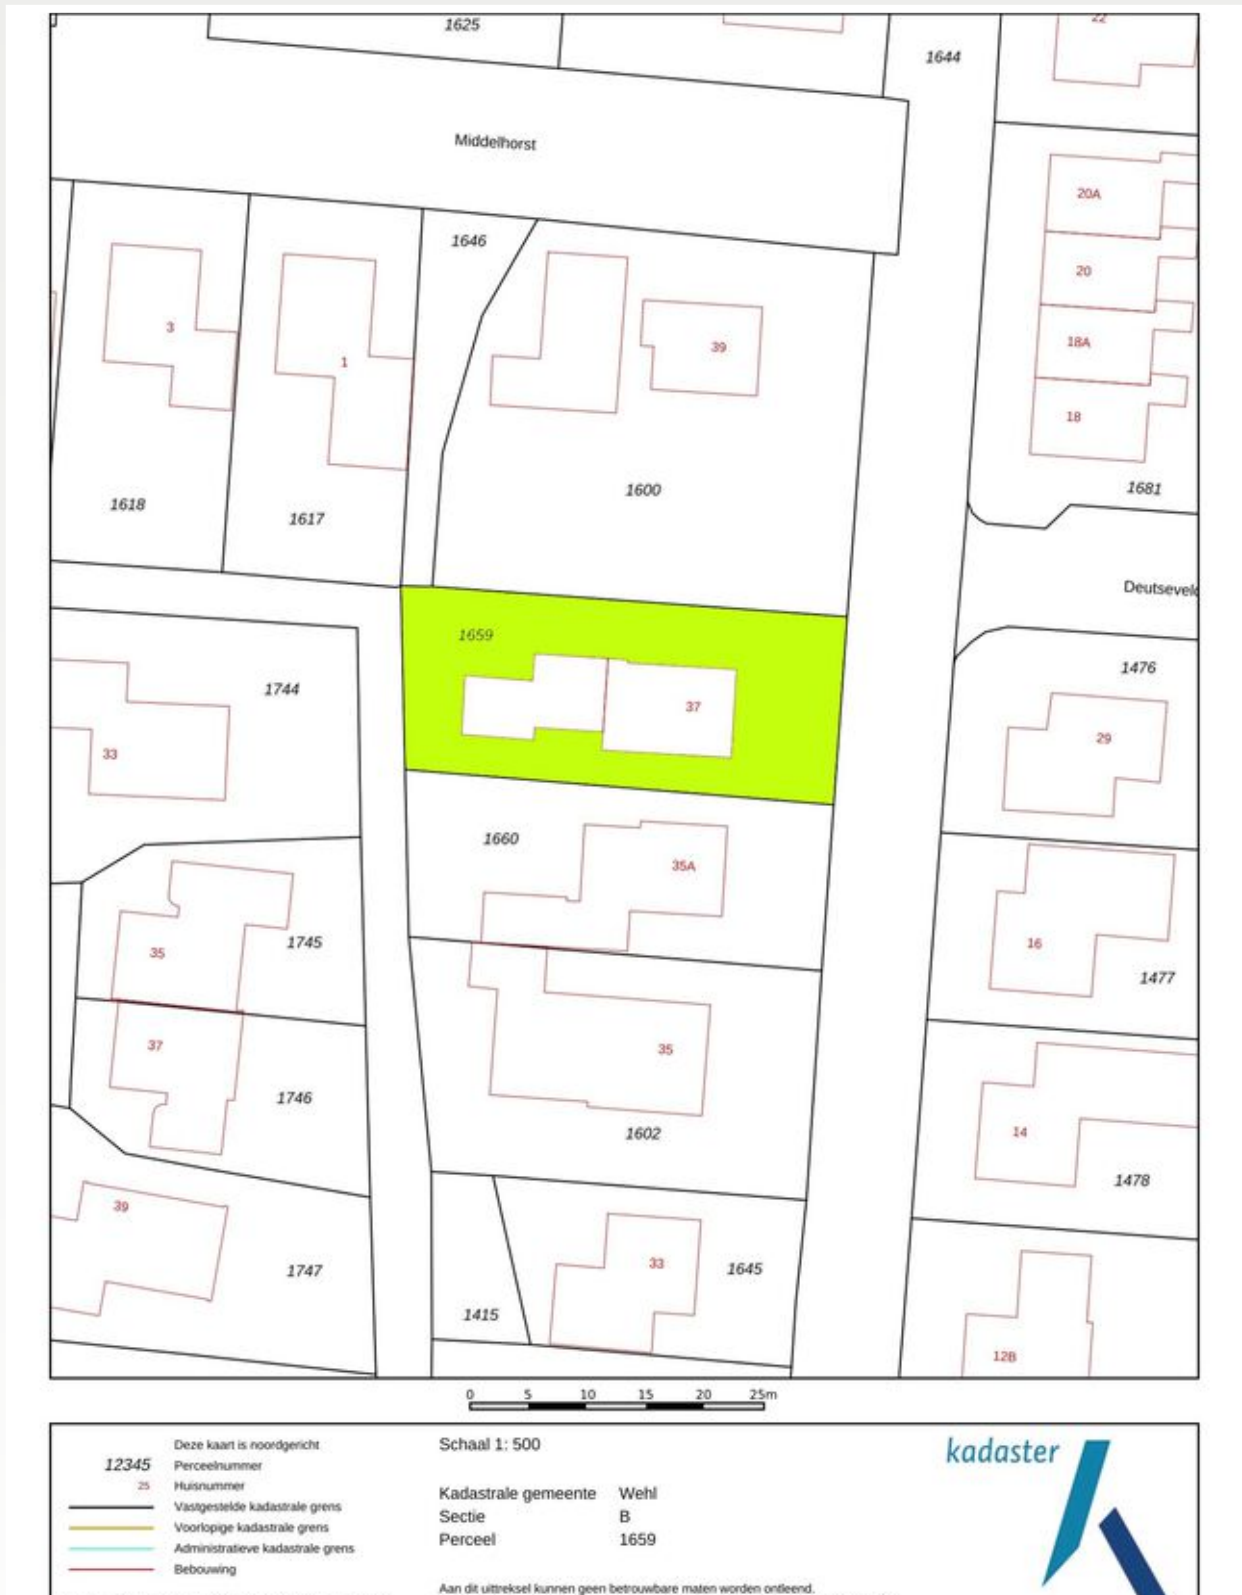 22
1625
1644
Middelhorst
20A
1646
20
3
18A
39
1
18
1681
1600
1618
1617
Deutseveld
1659
1476
1744
37
29
33
1660
35A
35
1745
16
1477
37
35
1746
1602
14
1478
39
33
1645
1747
1415
12B
0 5 10 15 20 25m
Deze kaart is noordgericht
12345 Perceelnummer
25 Huisnummer
Vastgestelde kadastrale grens
Voorlopige kadastrale grens
Administratieve kadastrale grens
Bebouwing
Schaal 1: 500
Kadastrale gemeente Wehl
Sectie B
Perceel 1659
Aan dit uittreksel kunnen geen betrouwbare maten worden ontleend.
kadaster